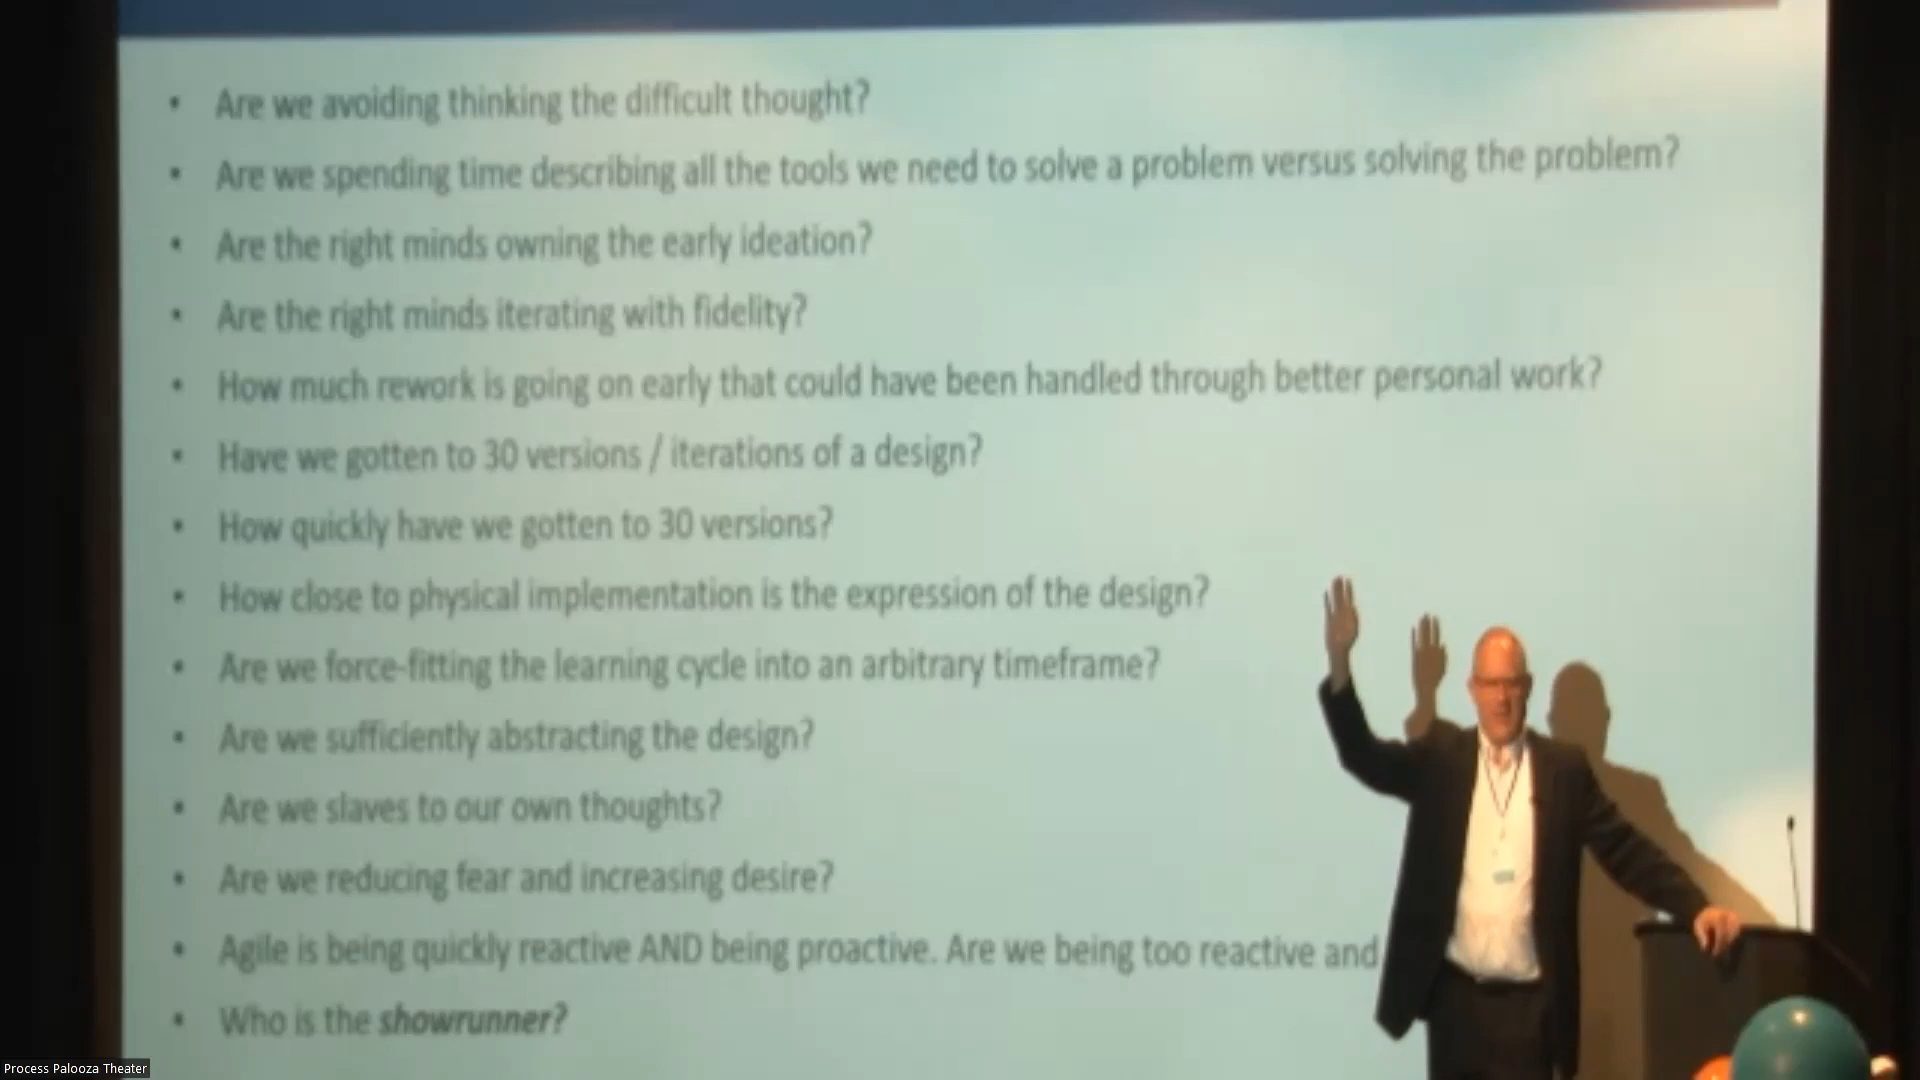 • Are we avoiding thinking the difficult thought?
• Are we spending time describing all the tools we need to solve a problem versus solving the problem?
• Are the right minds owning the early ideation?
• Are the right minds iterating with fidelity?
• How much rework is going on early that could have been handled through better personal work?
• Have we gotten to 30 versions / iterations of a design?
• How quickly have we gotten to 30 versions?
• How close to physical implementation is the expression of the design?
• Are we force-fitting the learning cycle into an arbitrary timeframe?
• Are we sufficiently abstracting the design?
• Are we slaves to our own thoughts?
• Are we reducing fear and increasing desire?
• Agile is being quickly reactive AND being proactive. Are we being too reactive and
• Who is the showrunner?
Process Palooza Theater